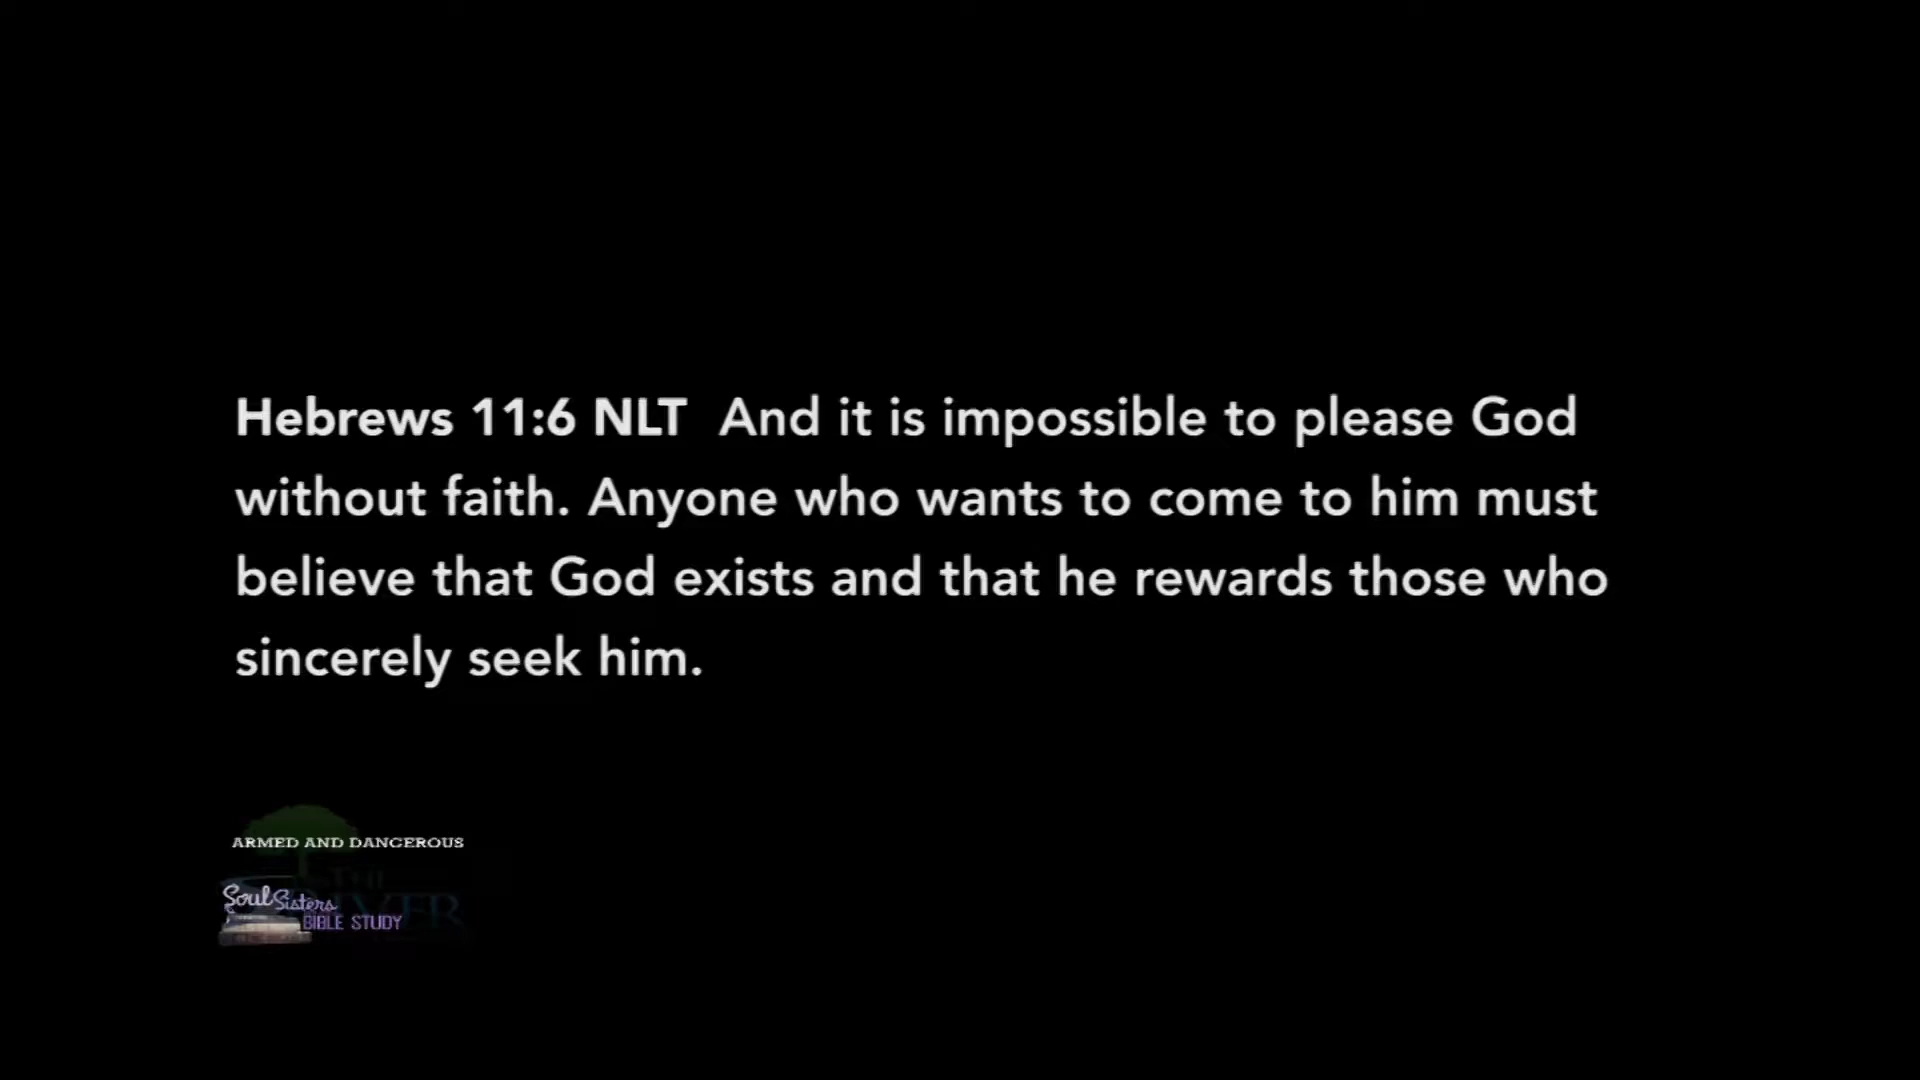 Hebrews 11:6 NLT  And it is impossible to please God
without faith. Anyone who wants to come to him must
believe that God exists and that he rewards those who
sincerely seek him.
ARMED AND DANGEROUS
Soul Sisters
BIBLE STUDY